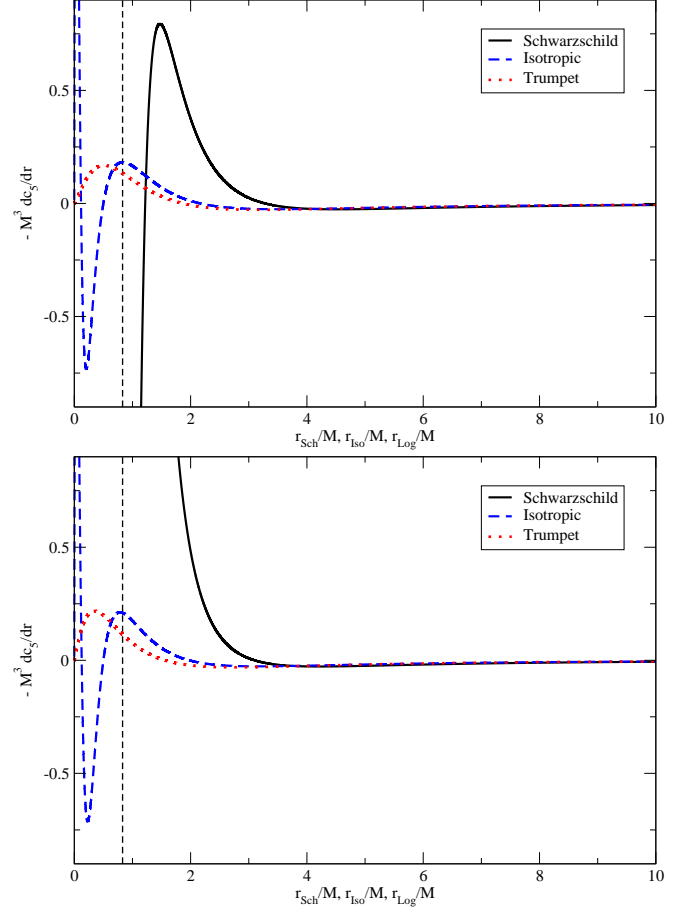 Schwarzschild
Isotropic
Trumpet
0.5
0
-0.5
- M³ dc₅/dr
0 2 4 6 8 10
r_Sch/M, r_Iso/M, r_Log/M
Schwarzschild
Isotropic
Trumpet
0.5
0
-0.5
- M³ dc₅/dr
0 2 4 6 8 10
r_Sch/M, r_Iso/M, r_Log/M